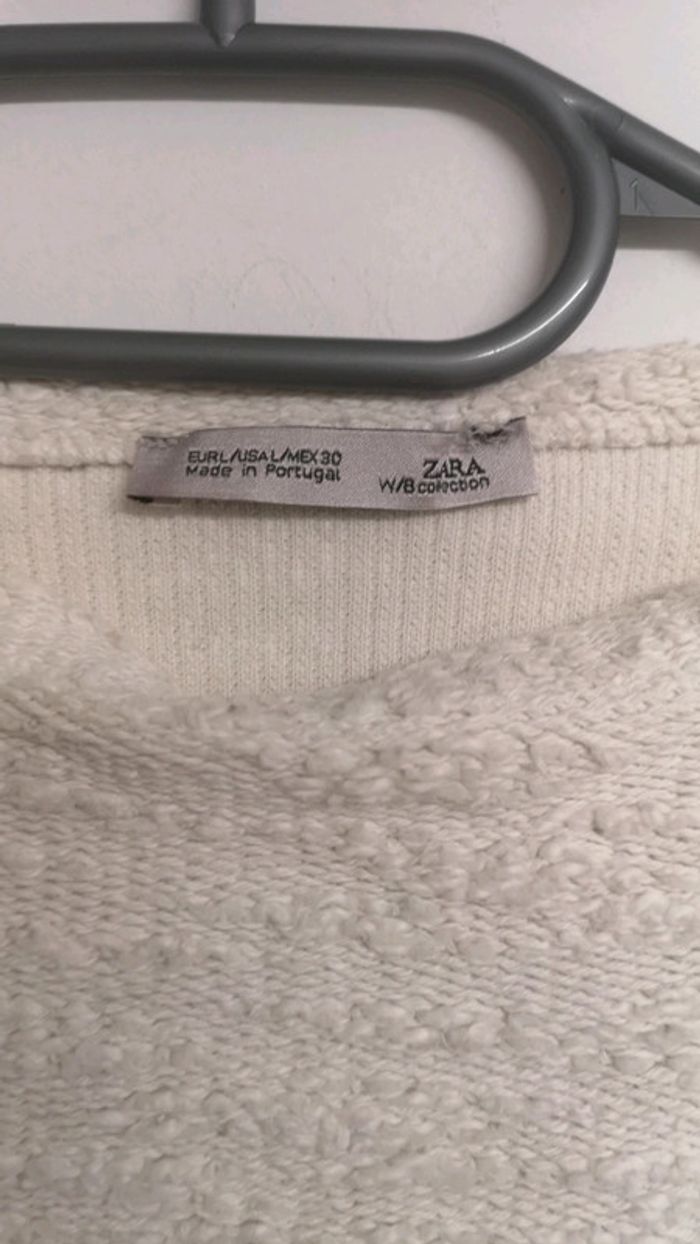 EUR L/USA L/MEX 30
Made in Portugal
ZARA
W/B collection